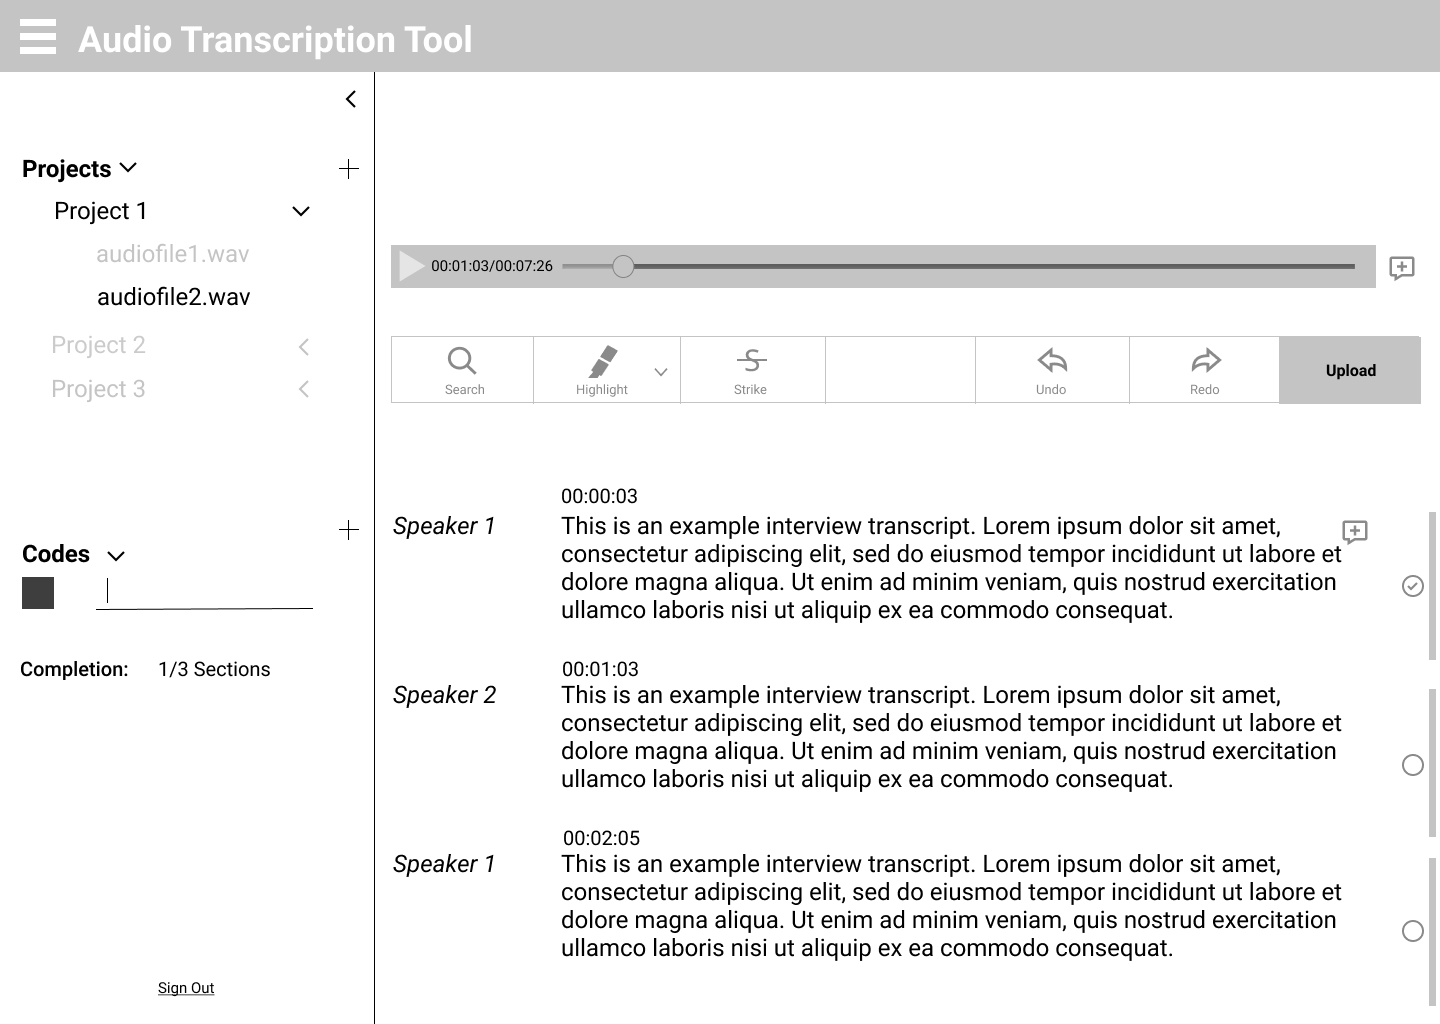 Audio Transcription Tool
Projects
Project 1
audiofile1.wav
audiofile2.wav
Project 2
Project 3
Codes
Completion: 1/3 Sections
Sign Out
00:01:03/00:07:26
Search
Highlight
Strike
Undo
Redo
Upload
00:00:03
Speaker 1
This is an example interview transcript. Lorem ipsum dolor sit amet,
consectetur adipiscing elit, sed do eiusmod tempor incididunt ut labore et
dolore magna aliqua. Ut enim ad minim veniam, quis nostrud exercitation
ullamco laboris nisi ut aliquip ex ea commodo consequat.
00:01:03
Speaker 2
This is an example interview transcript. Lorem ipsum dolor sit amet,
consectetur adipiscing elit, sed do eiusmod tempor incididunt ut labore et
dolore magna aliqua. Ut enim ad minim veniam, quis nostrud exercitation
ullamco laboris nisi ut aliquip ex ea commodo consequat.
00:02:05
Speaker 1
This is an example interview transcript. Lorem ipsum dolor sit amet,
consectetur adipiscing elit, sed do eiusmod tempor incididunt ut labore et
dolore magna aliqua. Ut enim ad minim veniam, quis nostrud exercitation
ullamco laboris nisi ut aliquip ex ea commodo consequat.